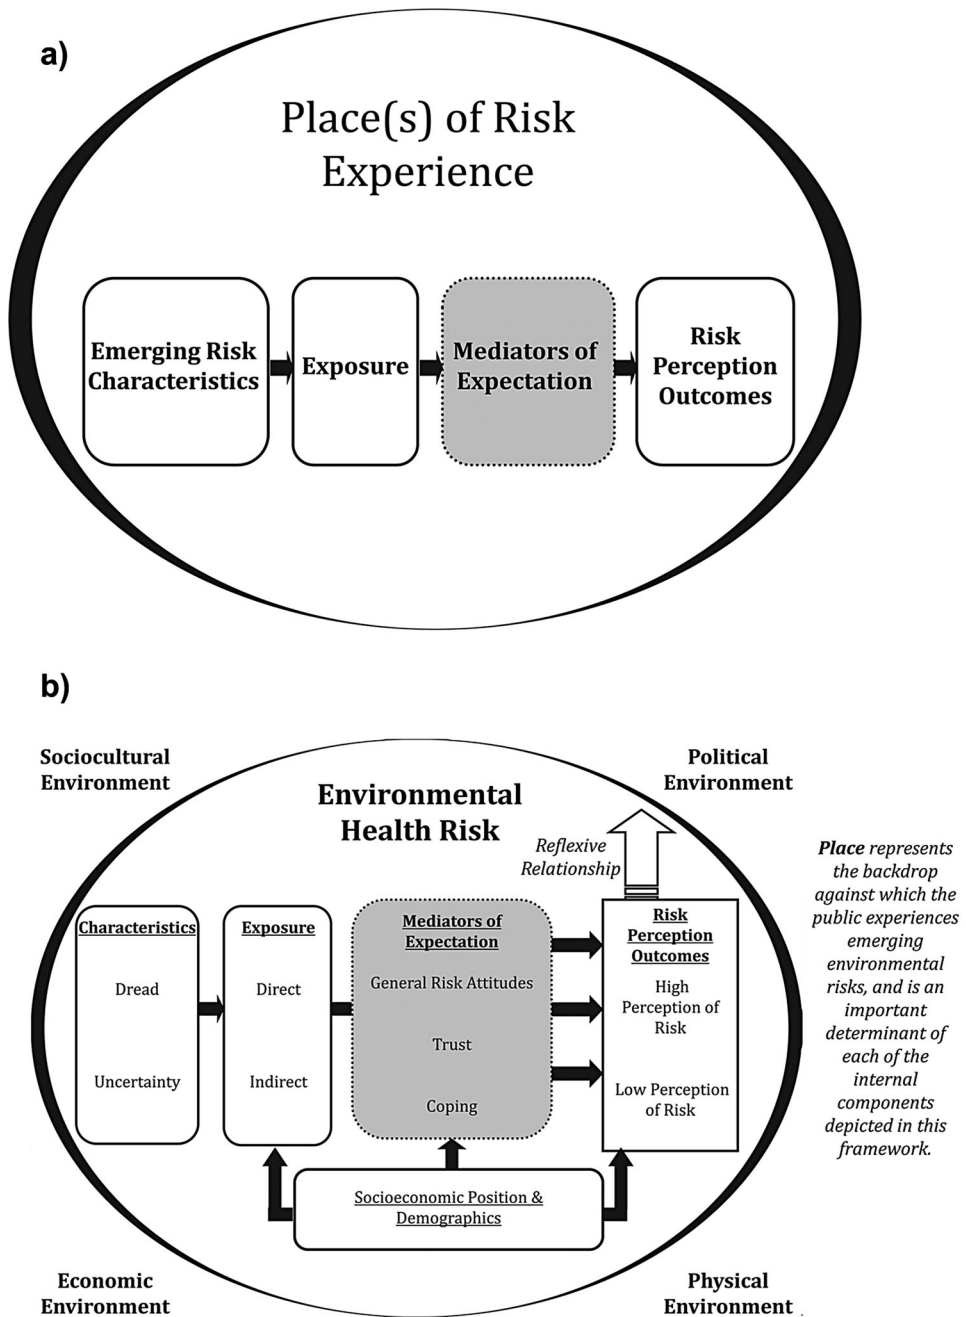 a)
Place(s) of Risk
Experience
Emerging Risk
Characteristics
Exposure
Mediators of
Expectation
Risk
Perception
Outcomes
b)
Sociocultural
Environment
Political
Environment
Environmental
Health Risk
Reflexive
Relationship
Characteristics
Dread
Uncertainty
Exposure
Direct
Indirect
Mediators of
Expectation
General Risk Attitudes
Trust
Coping
Risk
Perception
Outcomes
High
Perception of
Risk
Low Perception
of Risk
Socioeconomic Position &
Demographics
Economic
Environment
Physical
Environment
Place represents
the backdrop
against which the
public experiences
emerging
environmental
risks, and is an
important
determinant of
each of the
internal
components
depicted in this
framework.